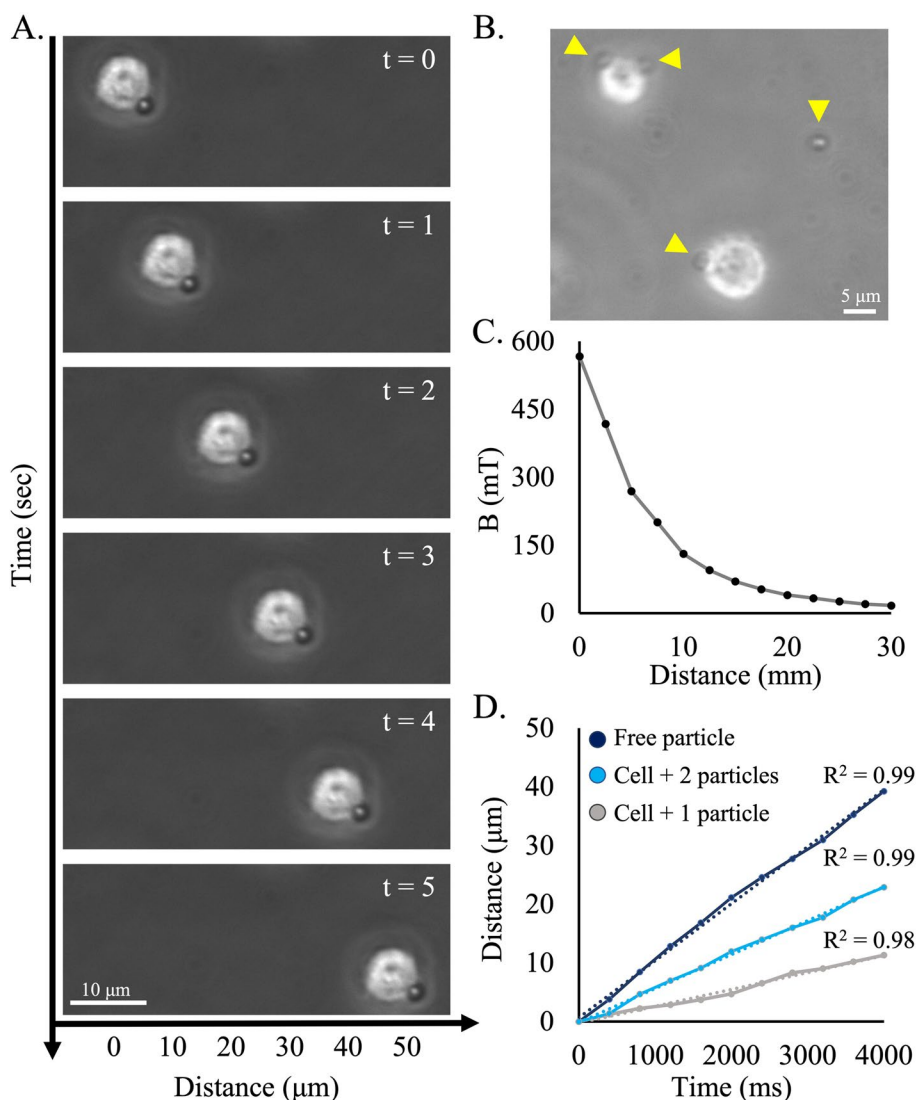 A.
t = 0
t = 1
t = 2
t = 3
t = 4
t = 5
10 μm
Time (sec)
0 10 20 30 40 50
Distance (μm)
B.
5 μm
C.
600
450
300
150
0
B (mT)
0 10 20 30
Distance (mm)
D.
50
40
30
20
10
0
Distance (μm)
Free particle
Cell + 2 particles
Cell + 1 particle
R² = 0.99
R² = 0.99
R² = 0.98
0 1000 2000 3000 4000
Time (ms)